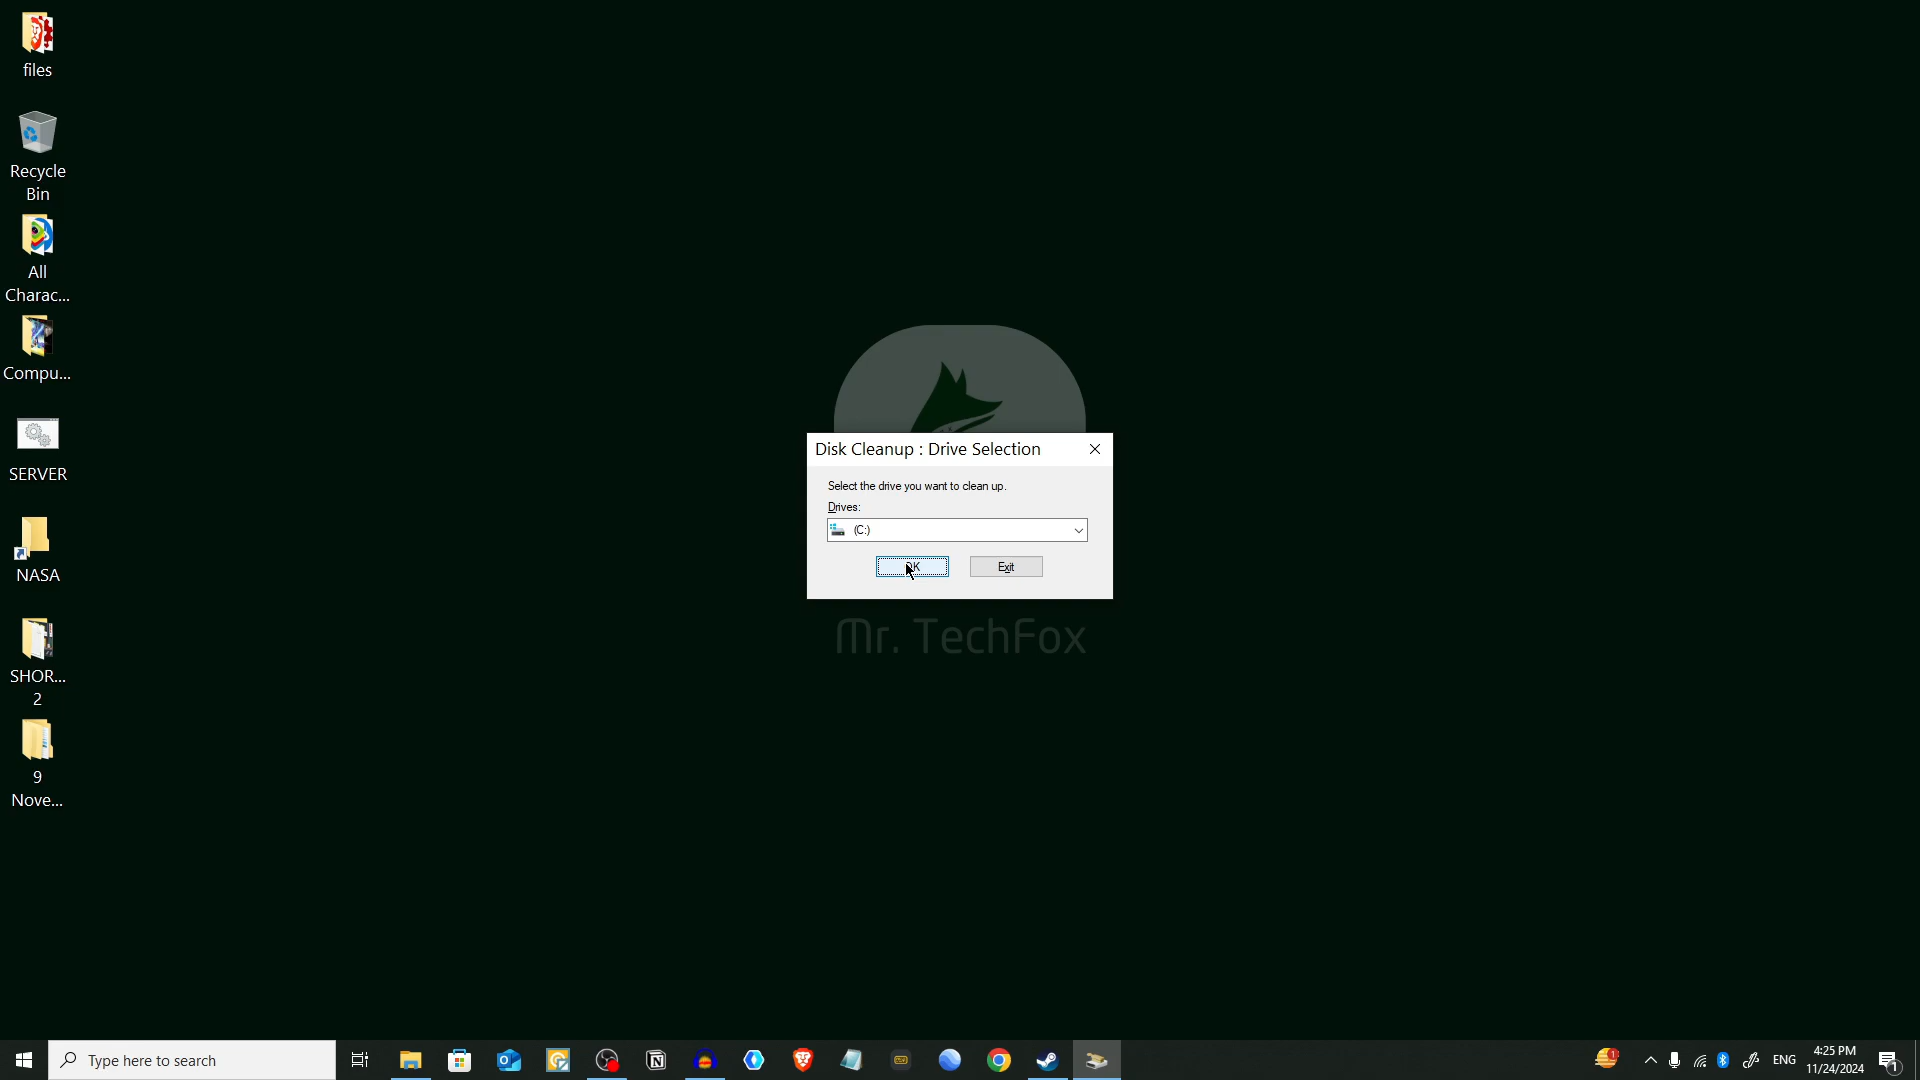 files
Recycle
Bin
All
Charac...
Compu...
SERVER
NASA
SHOR...
2
9
Nove...
Disk Cleanup : Drive Selection
Select the drive you want to clean up.
Drives:
(C:)
OK
Exit
Mr. TechFox
Type here to search
1
ENG
4:25 PM
11/24/2024
1